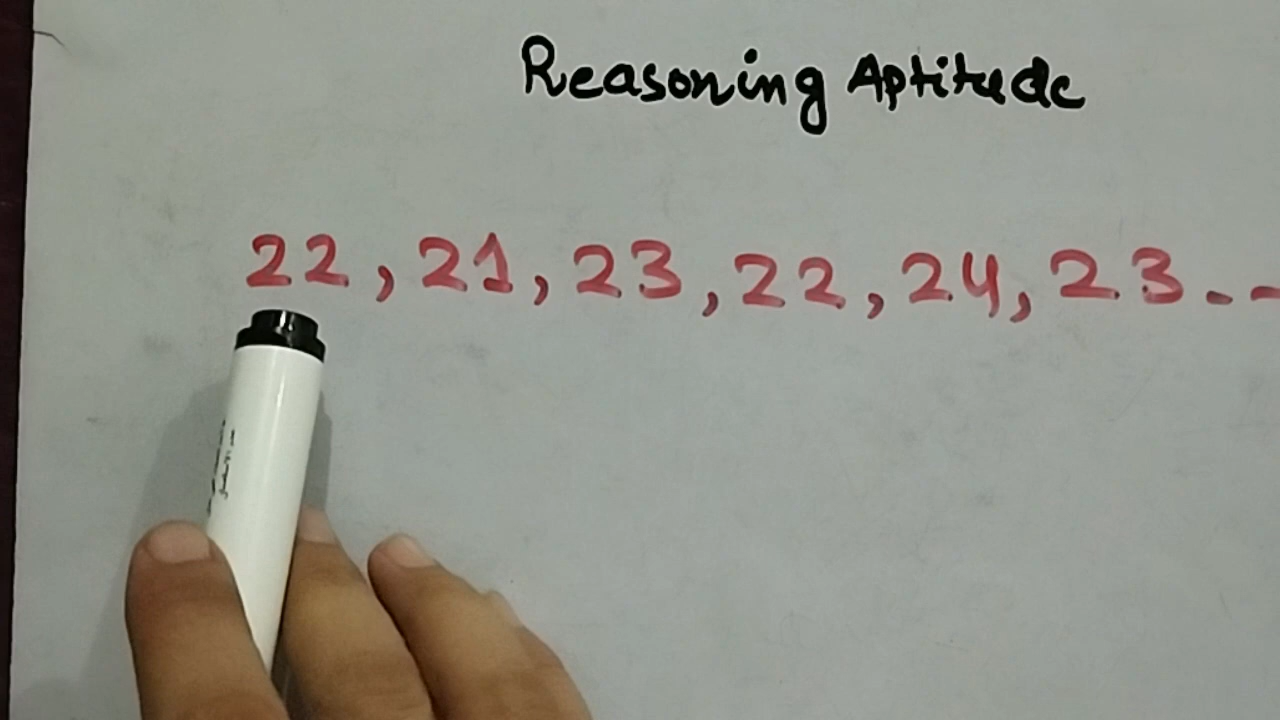 Reasoning Aptitude
22, 21, 23, 22, 24, 23. -